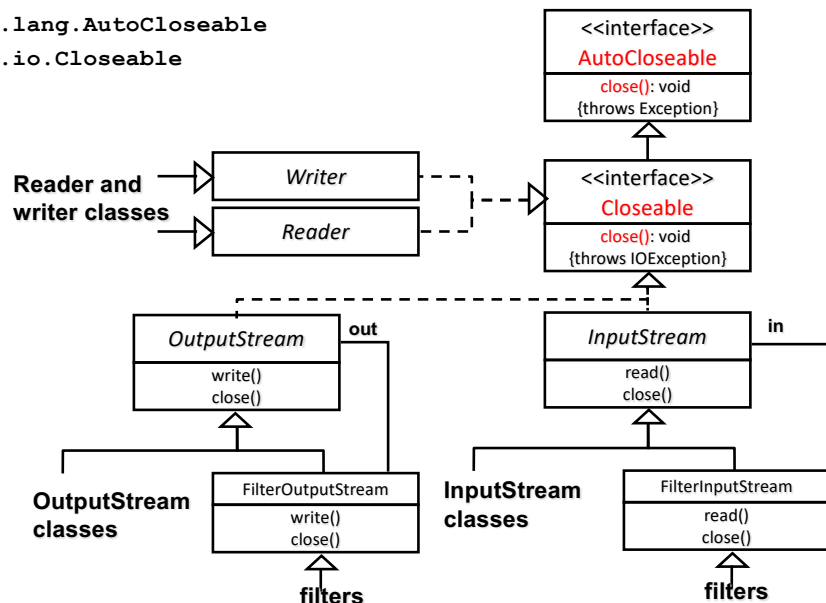 .lang.AutoCloseable
.io.Closeable
<<interface>>
AutoCloseable
close(): void
{throws Exception}
Reader and
writer classes
Writer
Reader
<<interface>>
Closeable
close(): void
{throws IOException}
OutputStream
write()
close()
out
InputStream
read()
close()
in
OutputStream
classes
FilterOutputStream
write()
close()
filters
InputStream
classes
FilterInputStream
read()
close()
filters